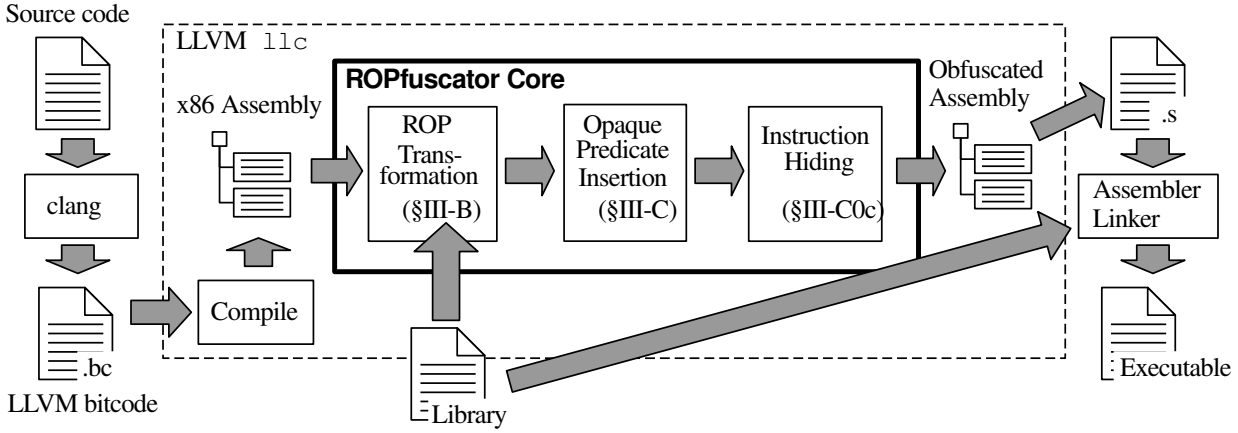 Source code
LLVM llc
ROPfuscator Core
x86 Assembly
ROP
Trans-
formation
(§III-B)
Opaque
Predicate
Insertion
(§III-C)
Instruction
Hiding
(§III-C0c)
Obfuscated
Assembly
.s
clang
Assembler
Linker
Compile
.bc
LLVM bitcode
Library
Executable